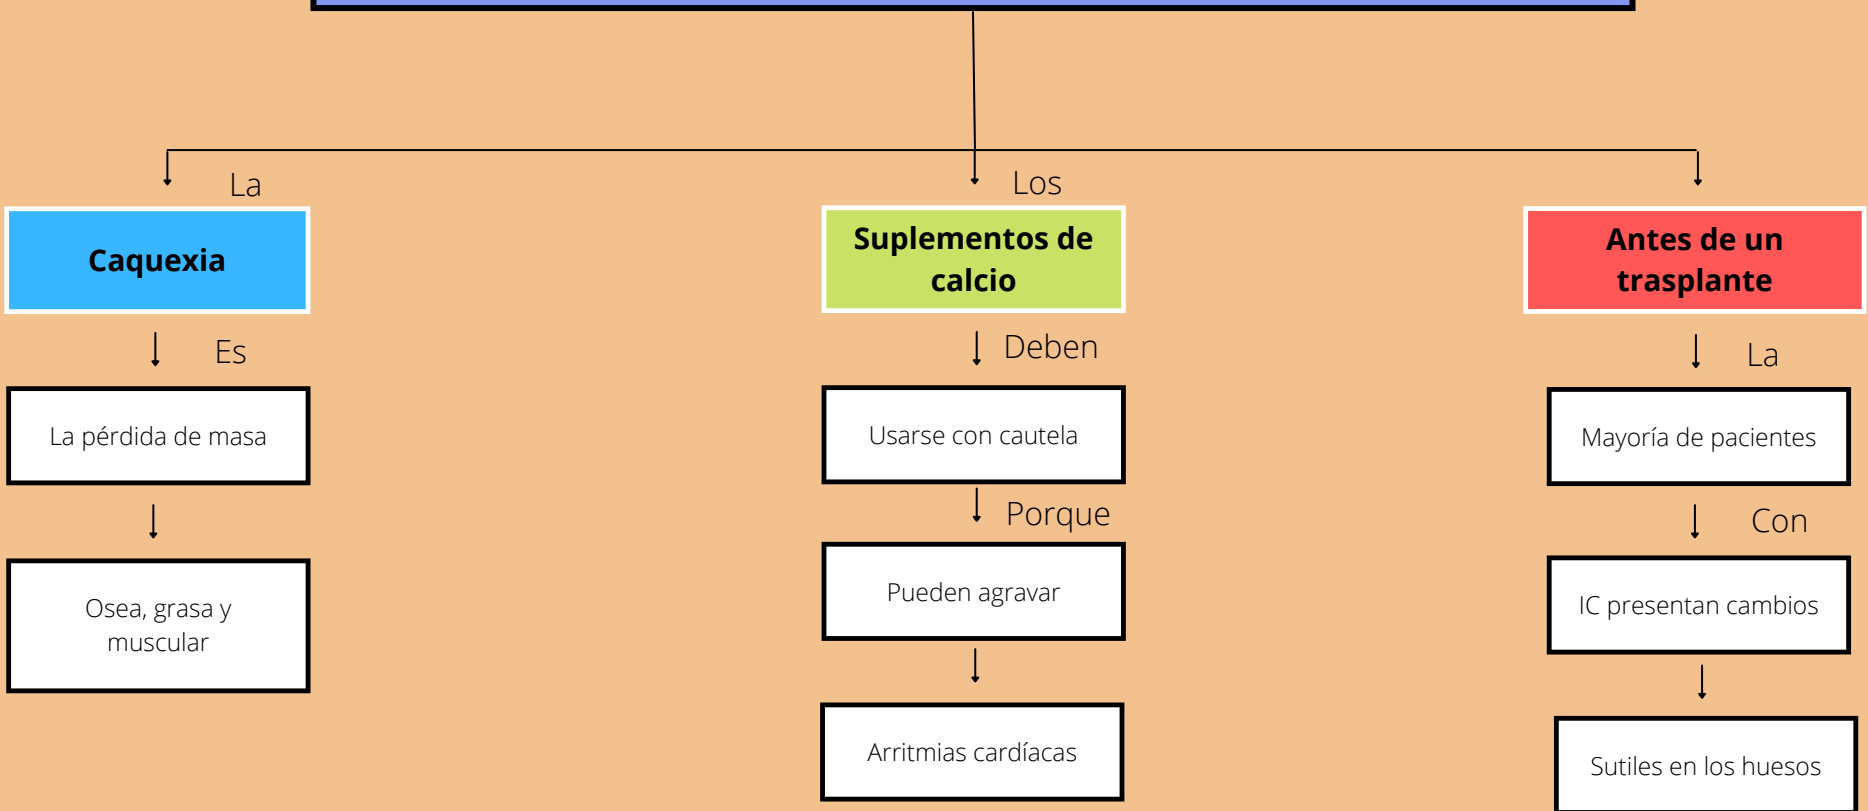 La
Caquexia
Es
La pérdida de masa
Osea, grasa y
muscular
Los
Suplementos de
calcio
Deben
Usarse con cautela
Porque
Pueden agravar
Arritmias cardíacas
Antes de un
trasplante
La
Mayoría de pacientes
Con
IC presentan cambios
Sutiles en los huesos